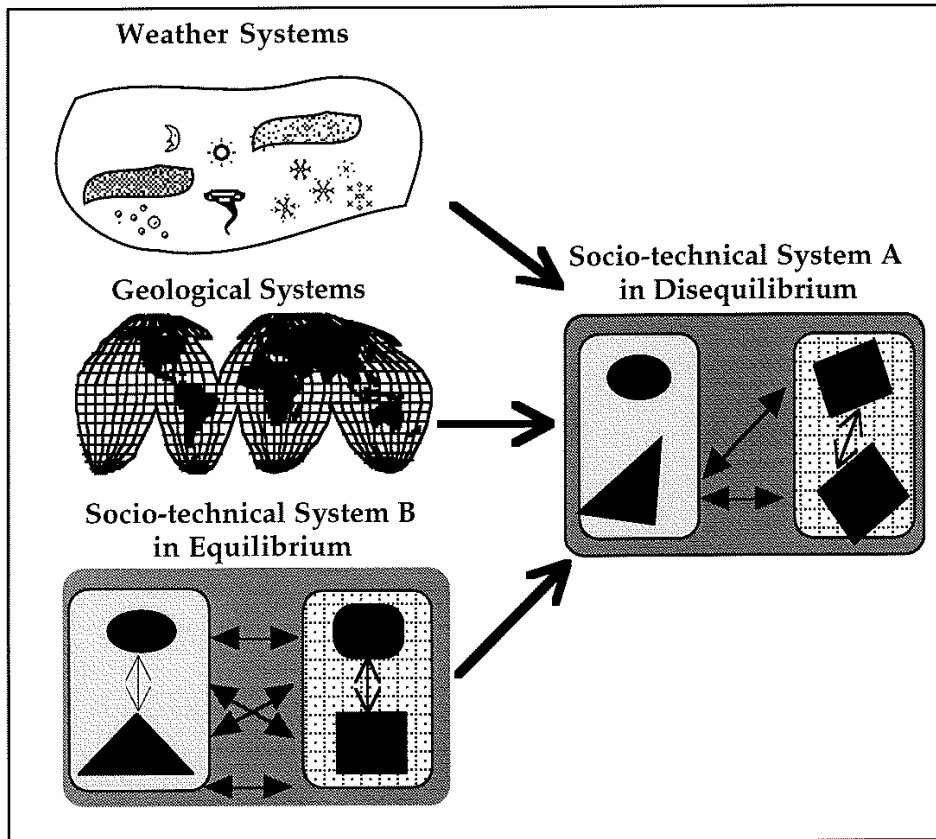 Weather Systems
Geological Systems
Socio-technical System A
in Disequilibrium
Socio-technical System B
in Equilibrium